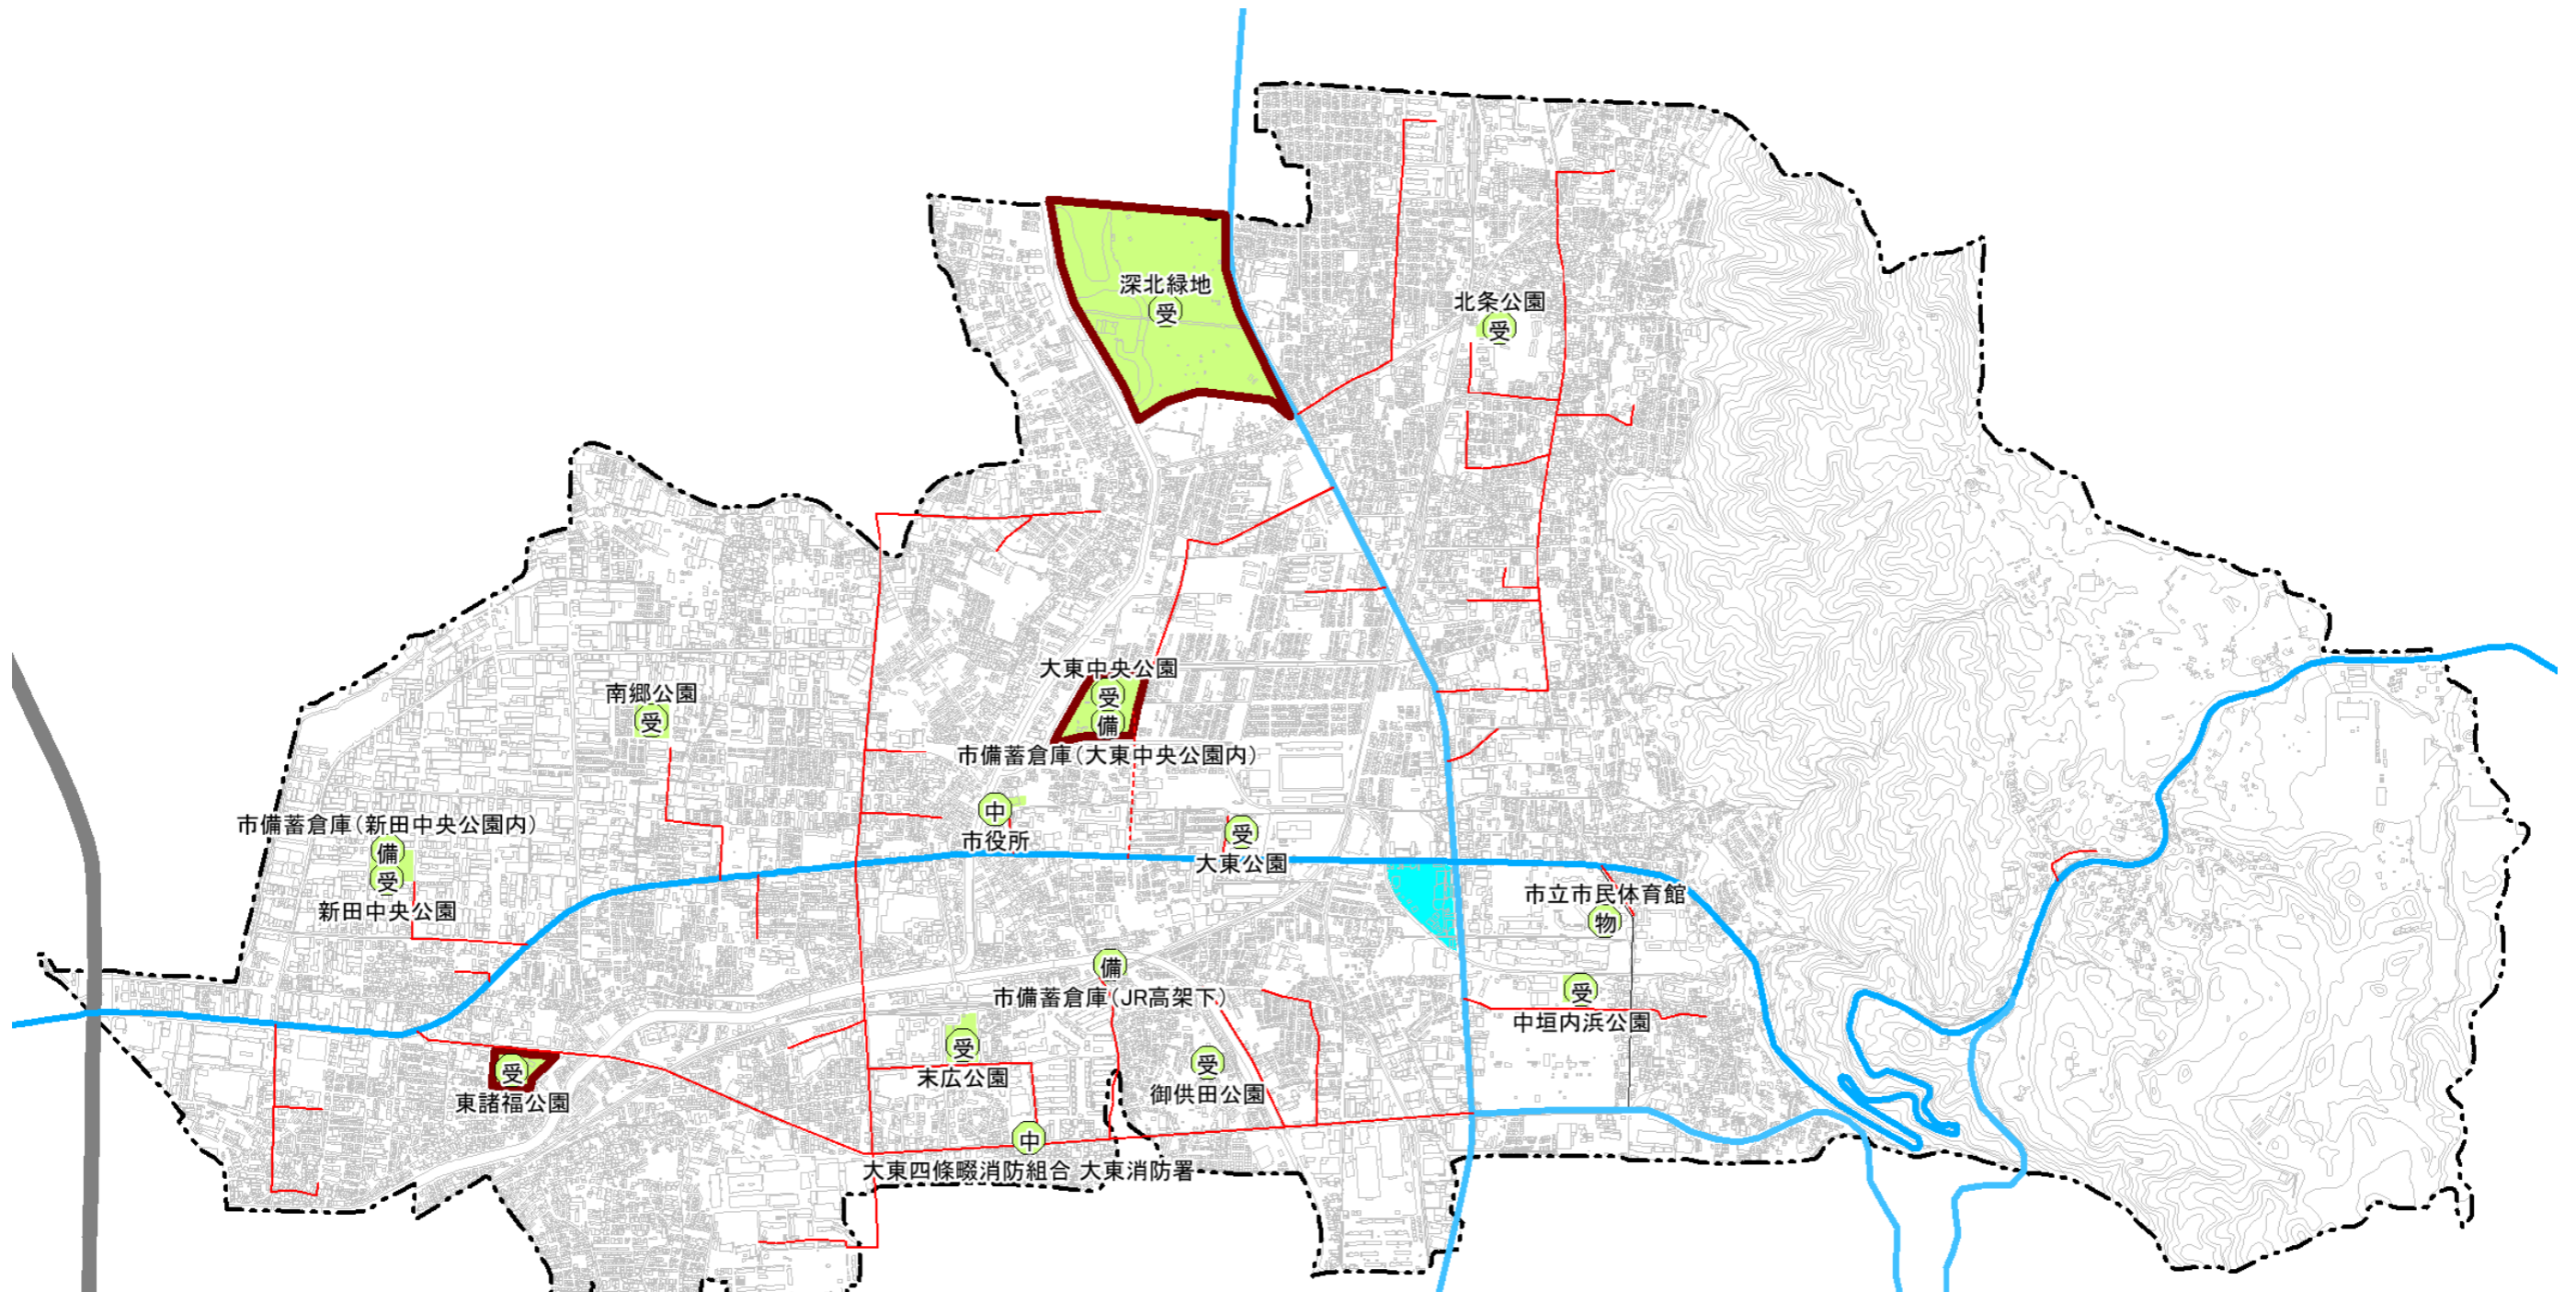 深北緑地
受
北条公園
受
大東中央公園
受
備
市備蓄倉庫（大東中央公園内）
南郷公園
受
中
市役所
市備蓄倉庫（新田中央公園内）
備
受
新田中央公園
受
大東公園
市立市民体育館
物
備
市備蓄倉庫（JR高架下）
受
中垣内浜公園
受
末広公園
受
御供田公園
受
東諸福公園
中
大東四條畷消防組合 大東消防署